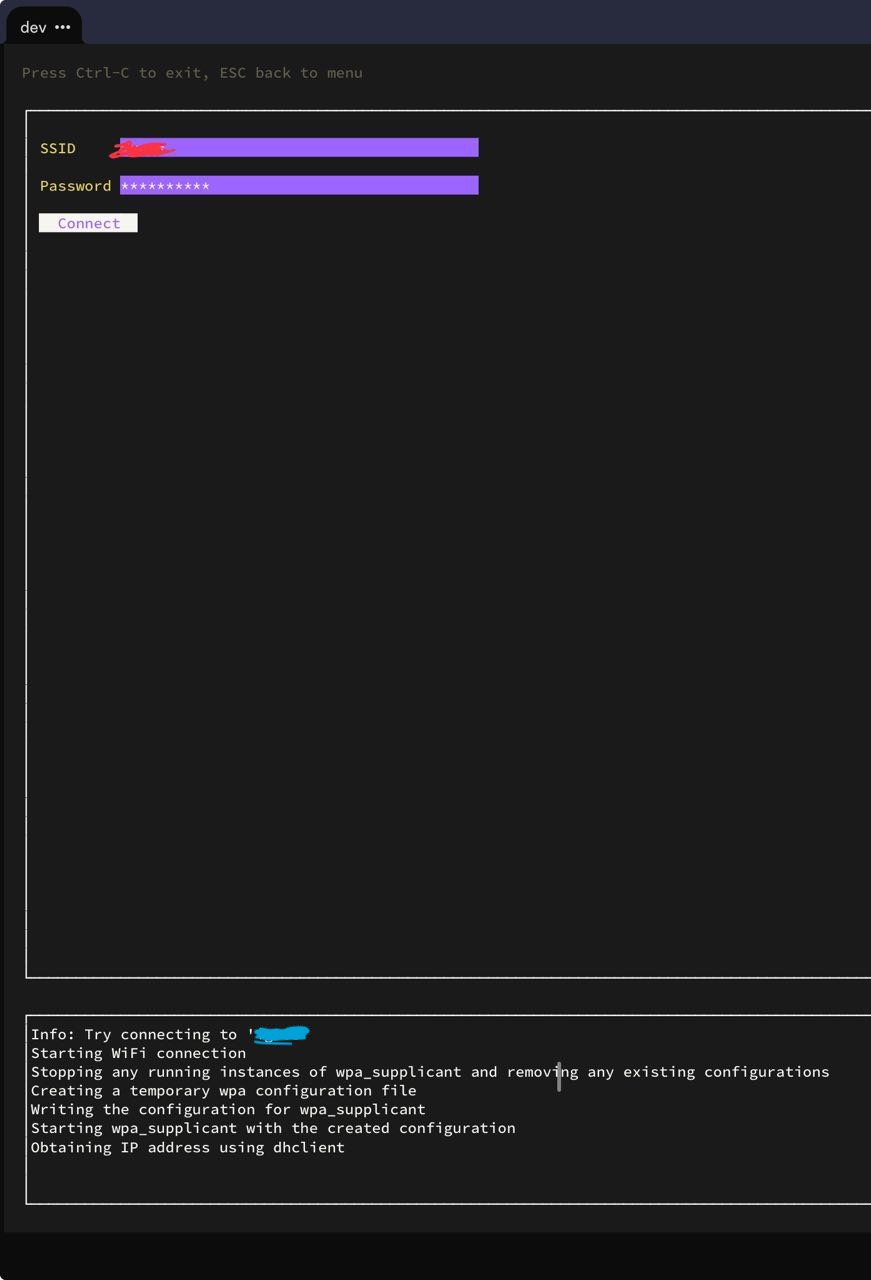 dev •••
Press Ctrl-C to exit, ESC back to menu
SSID
Password **********
Connect
Info: Try connecting to '
Starting WiFi connection
Stopping any running instances of wpa_supplicant and removing any existing configurations
Creating a temporary wpa configuration file
Writing the configuration for wpa_supplicant
Starting wpa_supplicant with the created configuration
Obtaining IP address using dhclient